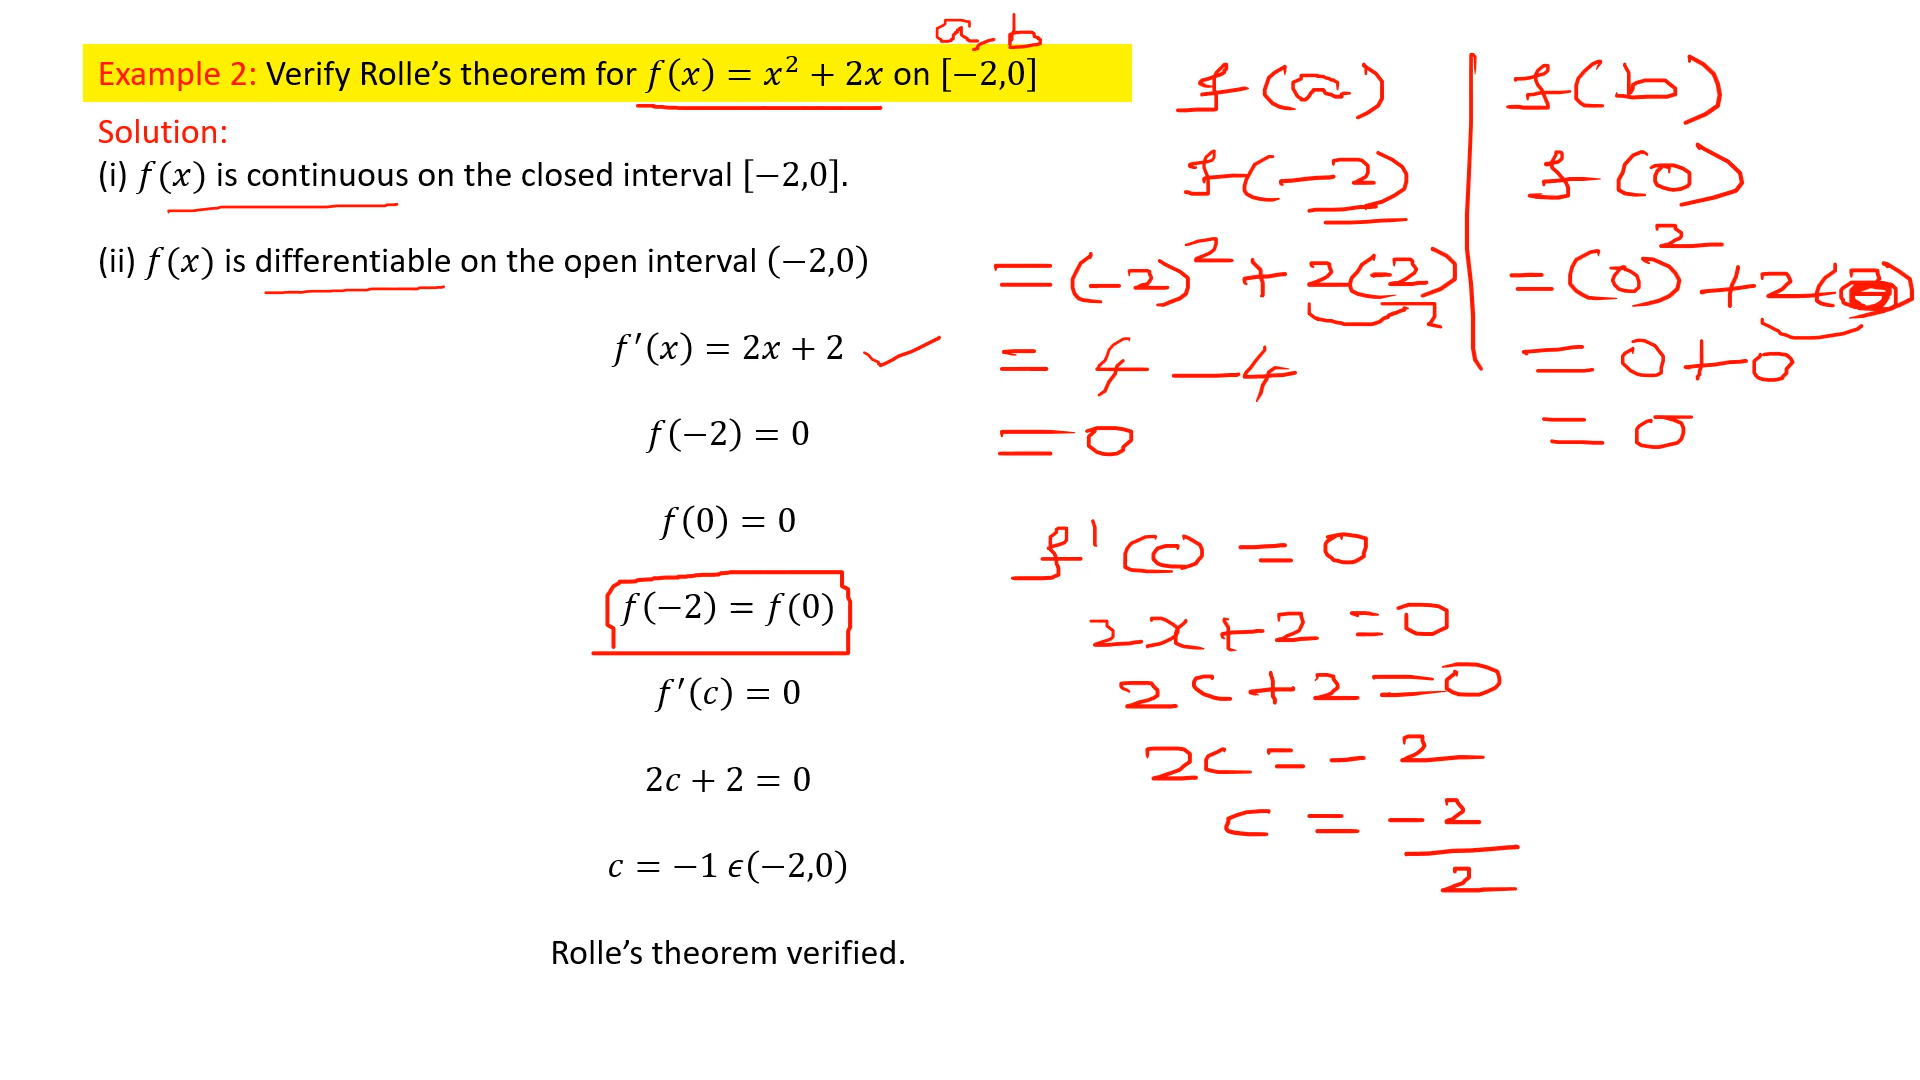 a, b
Example 2: Verify Rolle’s theorem for f(x) = x² + 2x on [−2,0]
Solution:
(i) f(x) is continuous on the closed interval [−2,0].
(ii) f(x) is differentiable on the open interval (−2,0)
f′(x) = 2x + 2
f(−2) = 0
f(0) = 0
f(−2) = f(0)
f′(c) = 0
2c + 2 = 0
c = −1 ϵ(−2,0)
Rolle’s theorem verified.
f(a)
f(−2)
= (−2)² + 2(−2)
= 4 − 4
= 0
f(b)
f(0)
= (0)² + 2(0)
= 0 + 0
= 0
f'(c) = 0
2x + 2 = 0
2c + 2 = 0
2c = − 2
c = −2
2